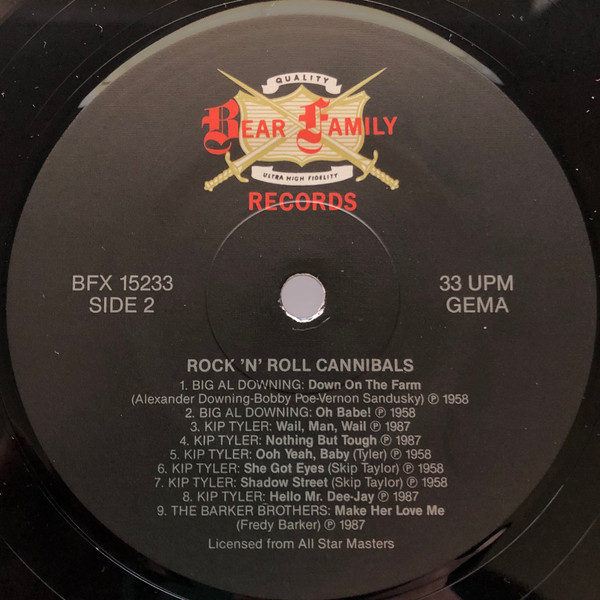 QUALITY
BEAR FAMILY
ULTRA HIGH FIDELITY
RECORDS
BFX 15233
SIDE 2
33 UPM
GEMA
ROCK 'N' ROLL CANNIBALS
1. BIG AL DOWNING: Down On The Farm
(Alexander Downing-Bobby Poe-Vernon Sandusky) ℗ 1958
2. BIG AL DOWNING: Oh Babe! ℗ 1958
3. KIP TYLER: Wail, Man, Wail ℗ 1987
4. KIP TYLER: Nothing But Tough ℗ 1987
5. KIP TYLER: Ooh Yeah, Baby (Tyler) ℗ 1958
6. KIP TYLER: She Got Eyes (Skip Taylor) ℗ 1958
7. KIP TYLER: Shadow Street (Skip Taylor) ℗ 1958
8. KIP TYLER: Hello Mr. Dee-Jay ℗ 1987
9. THE BARKER BROTHERS: Make Her Love Me
(Fredy Barker) ℗ 1987
Licensed from All Star Masters